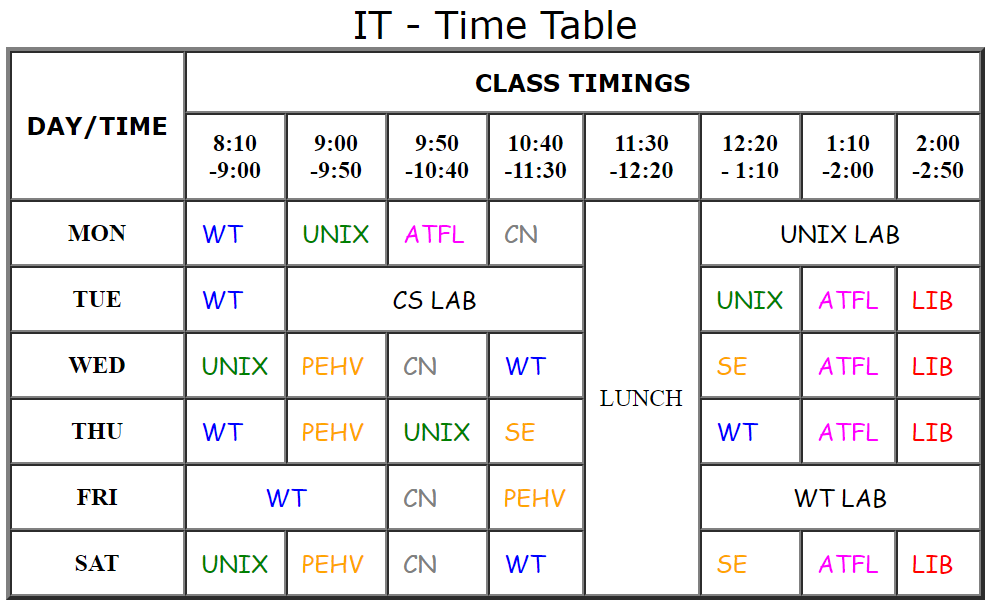 IT - Time Table
DAY/TIME
CLASS TIMINGS
8:10 9:00 9:50 10:40 11:30 12:20 1:10 2:00
-9:00 -9:50 -10:40 -11:30 -12:20 - 1:10 -2:00 -2:50
MON WT UNIX ATFL CN UNIX LAB
TUE WT CS LAB UNIX ATFL LIB
WED UNIX PEHV CN WT SE ATFL LIB
LUNCH
THU WT PEHV UNIX SE WT ATFL LIB
FRI WT CN PEHV WT LAB
SAT UNIX PEHV CN WT SE ATFL LIB